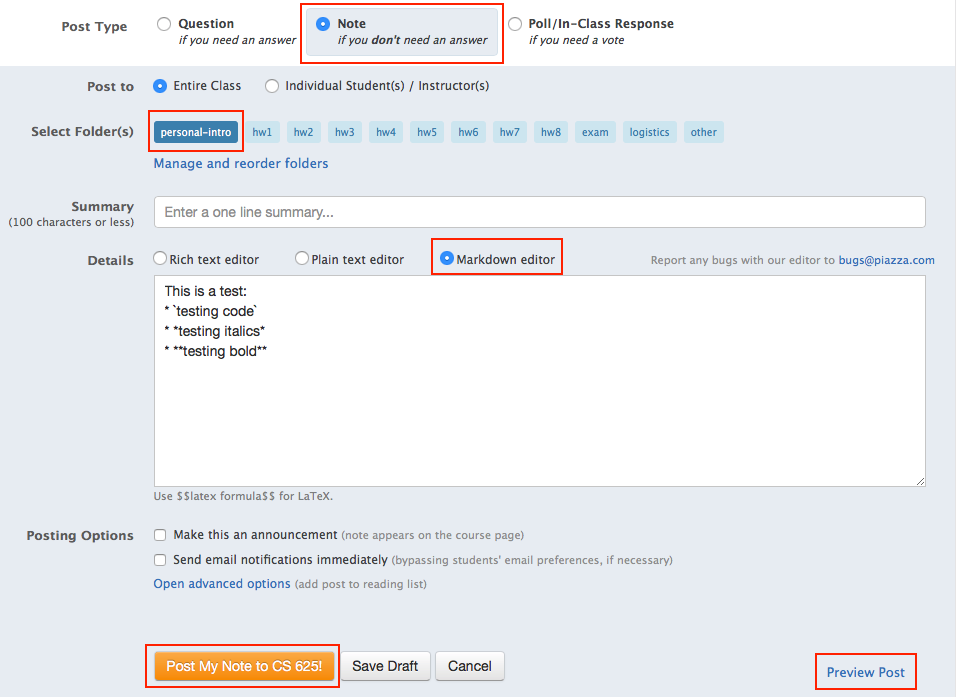 Post Type
Question
if you need an answer
Note
if you don't need an answer
Poll/In-Class Response
if you need a vote
Post to
Entire Class
Individual Student(s) / Instructor(s)
Select Folder(s)
personal-intro hw1 hw2 hw3 hw4 hw5 hw6 hw7 hw8 exam logistics other
Manage and reorder folders
Summary
(100 characters or less)
Enter a one line summary...
Details
Rich text editor
Plain text editor
Markdown editor
Report any bugs with our editor to bugs@piazza.com
This is a test:
* `testing code`
* *testing italics*
* **testing bold**
Use $$latex formula$$ for LaTeX.
Posting Options
Make this an announcement (note appears on the course page)
Send email notifications immediately (bypassing students' email preferences, if necessary)
Open advanced options (add post to reading list)
Post My Note to CS 625!
Save Draft
Cancel
Preview Post